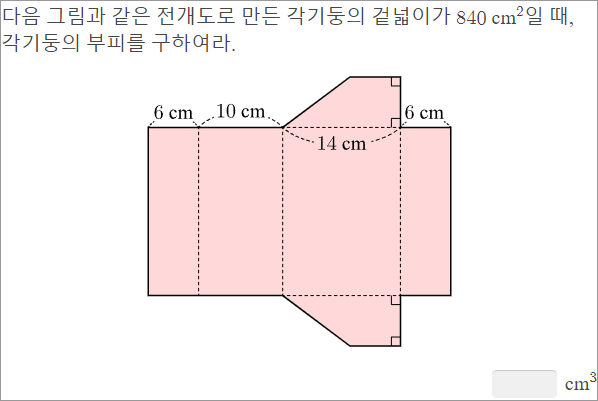 다음 그림과 같은 전개도로 만든 각기둥의 겉넓이가 840 cm²일 때,
각기둥의 부피를 구하여라.
6 cm
10 cm
6 cm
14 cm
cm³